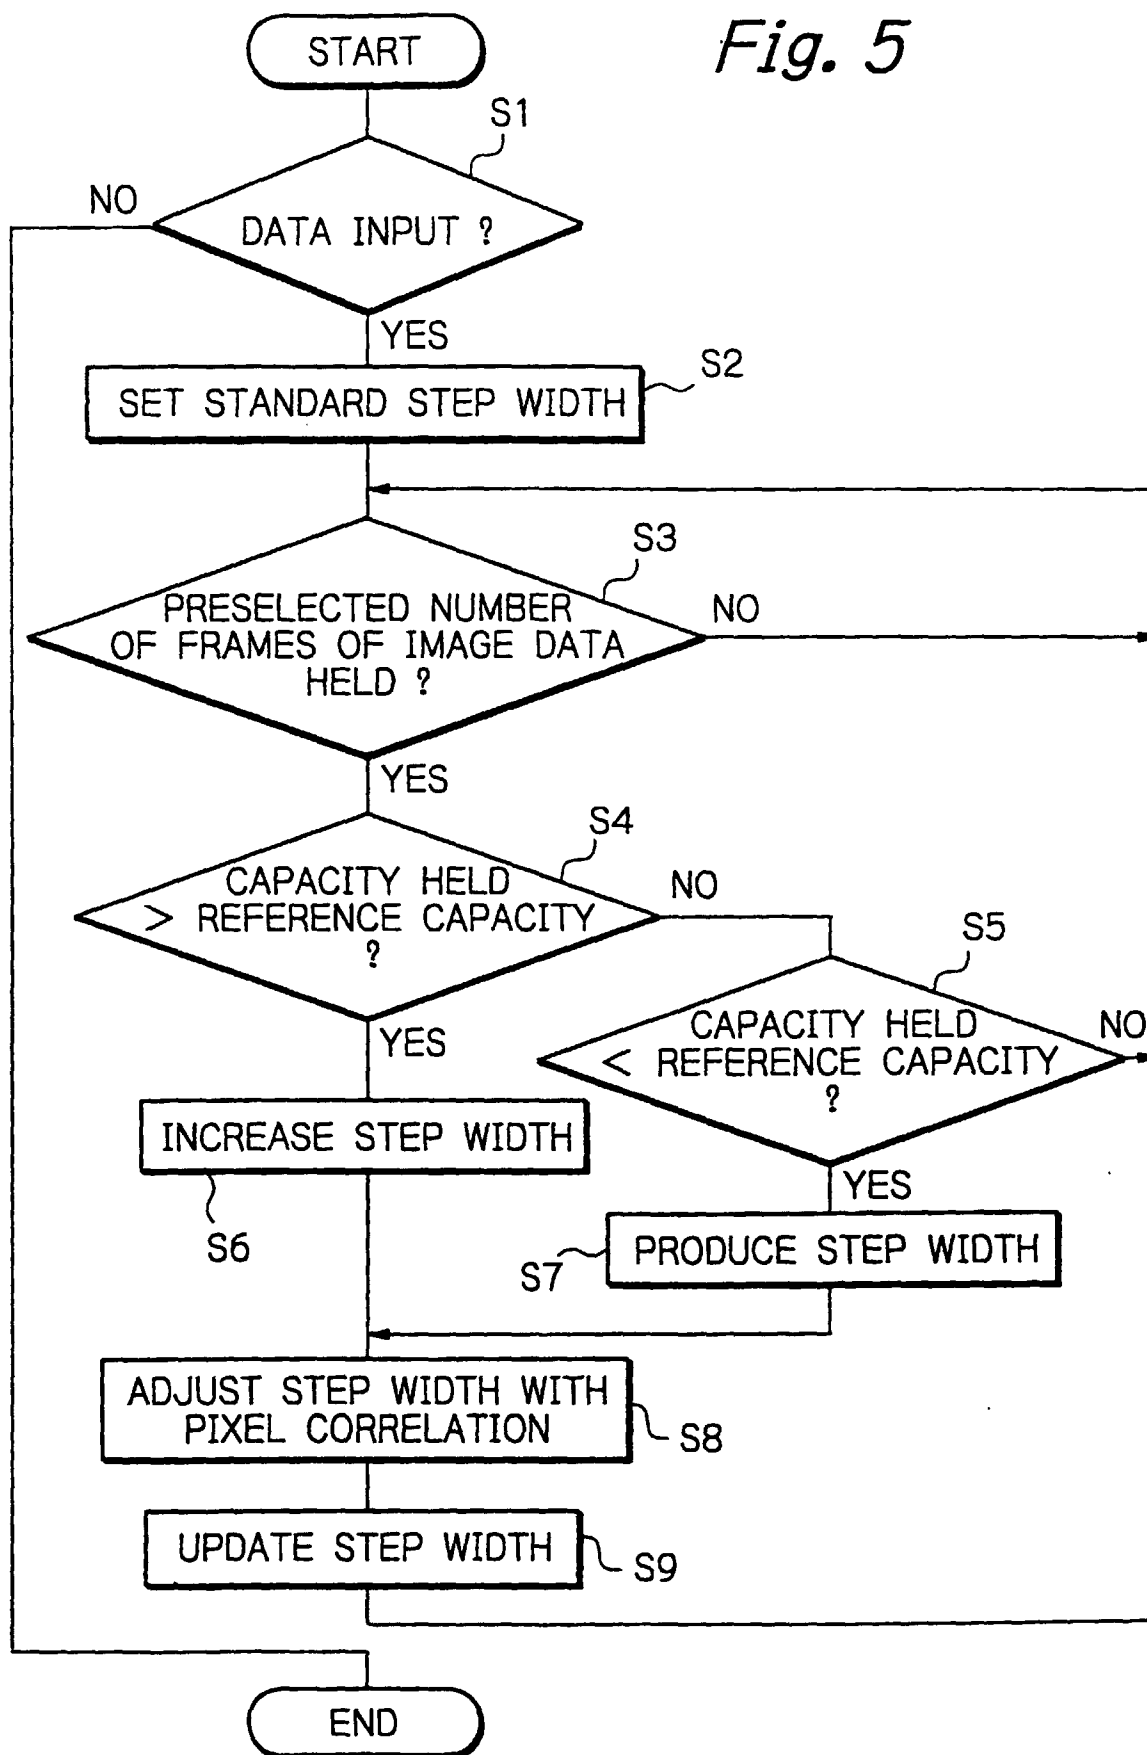 Fig. 5
START
S1
NO
DATA INPUT ?
YES
S2
SET STANDARD STEP WIDTH
S3
PRESELECTED NUMBER
OF FRAMES OF IMAGE DATA
HELD ?
NO
YES
S4
CAPACITY HELD
> REFERENCE CAPACITY
?
NO
S5
YES
CAPACITY HELD
< REFERENCE CAPACITY
?
NO
INCREASE STEP WIDTH
YES
S6
S7
PRODUCE STEP WIDTH
ADJUST STEP WIDTH WITH
PIXEL CORRELATION
S8
UPDATE STEP WIDTH
S9
END